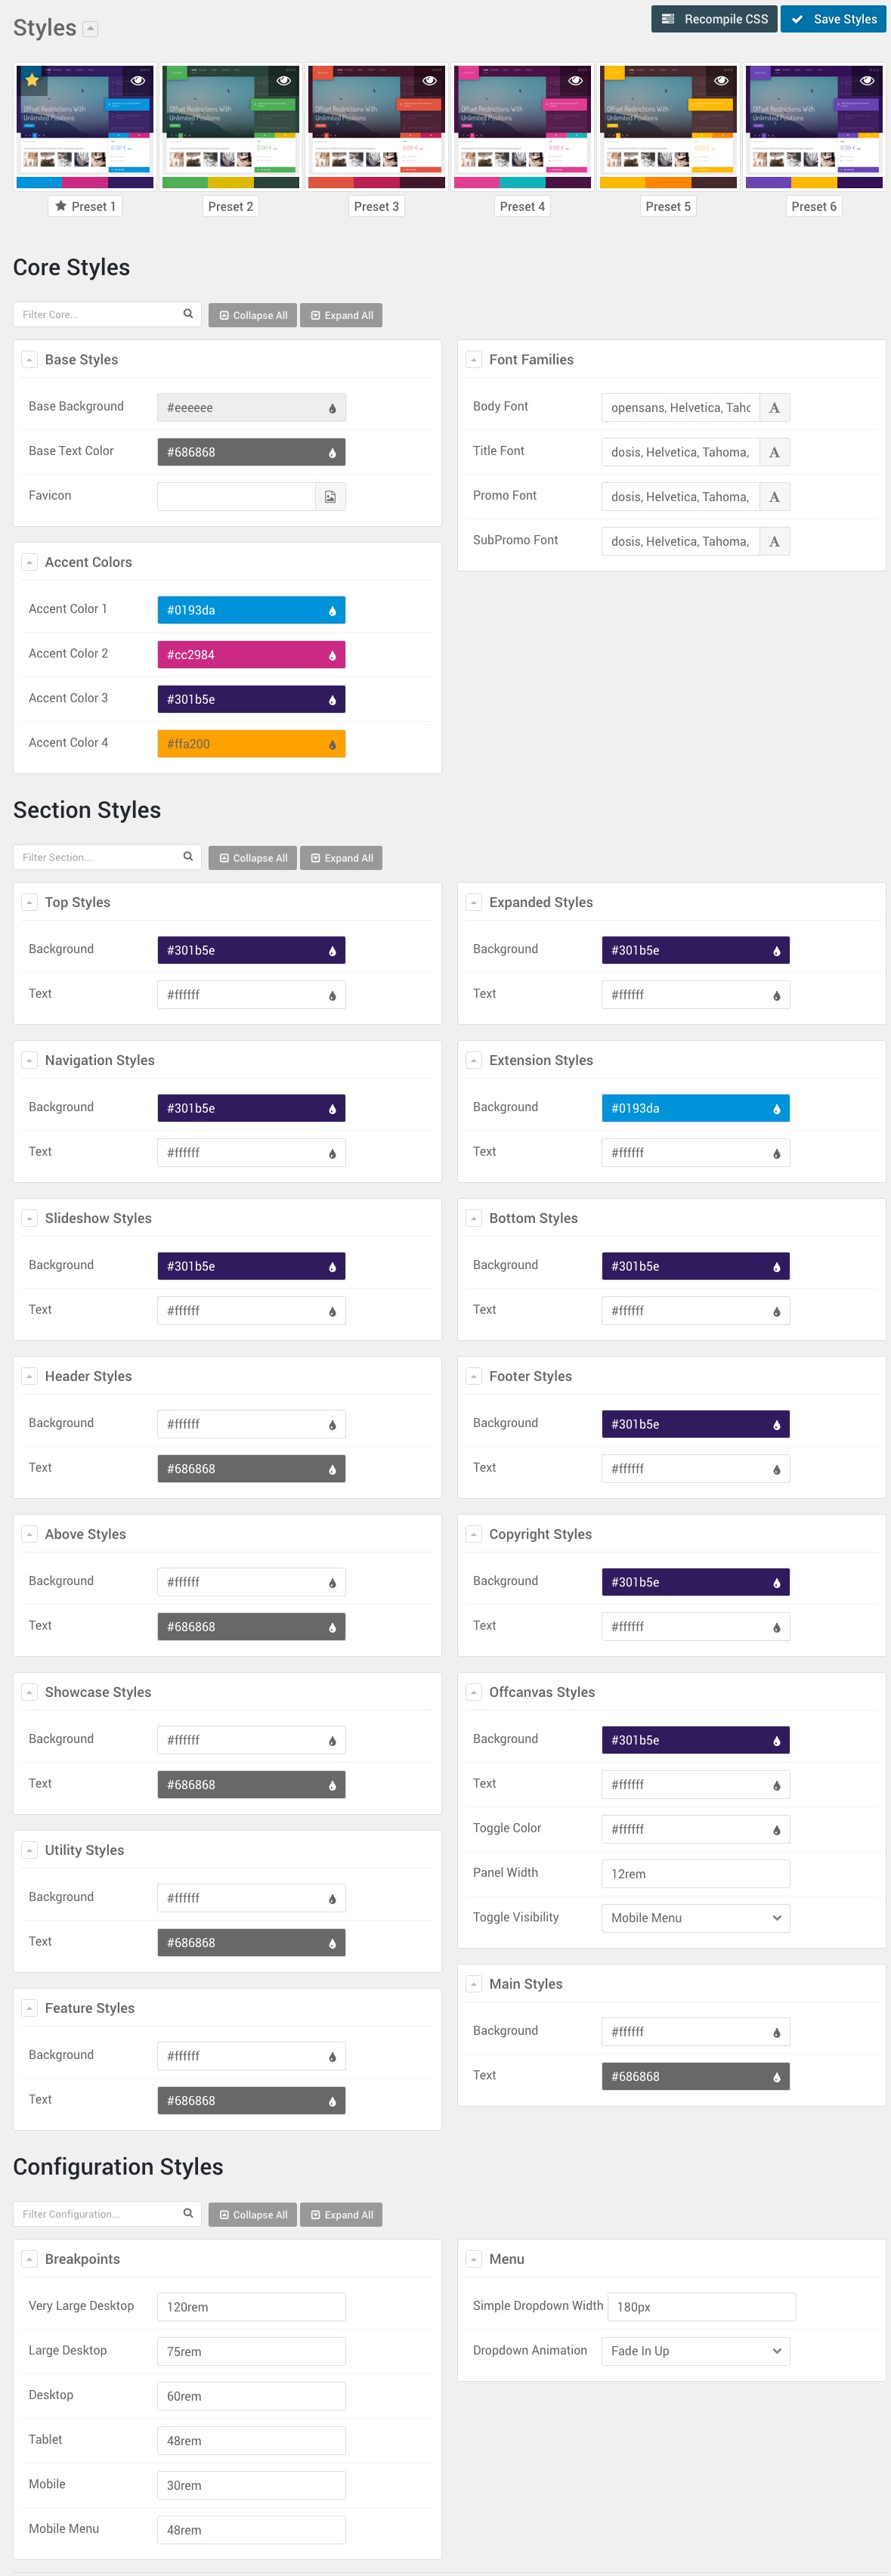 Styles
Recompile CSS
Save Styles
Offset Restrictions With
Unlimited Positions
Offset Restrictions With
Unlimited Positions
Offset Restrictions With
Unlimited Positions
Offset Restrictions With
Unlimited Positions
Offset Restrictions With
Unlimited Positions
Offset Restrictions With
Unlimited Positions
Preset 1
Preset 2
Preset 3
Preset 4
Preset 5
Preset 6
Core Styles
Filter Core...
Collapse All
Expand All
Base Styles
Base Background #eeeeee
Base Text Color #686868
Favicon
Font Families
Body Font opensans, Helvetica, Taho
Title Font dosis, Helvetica, Tahoma,
Promo Font dosis, Helvetica, Tahoma,
SubPromo Font dosis, Helvetica, Tahoma,
Accent Colors
Accent Color 1 #0193da
Accent Color 2 #cc2984
Accent Color 3 #301b5e
Accent Color 4 #ffa200
Section Styles
Filter Section...
Collapse All
Expand All
Top Styles
Background #301b5e
Text #ffffff
Expanded Styles
Background #301b5e
Text #ffffff
Navigation Styles
Background #301b5e
Text #ffffff
Extension Styles
Background #0193da
Text #ffffff
Slideshow Styles
Background #301b5e
Text #ffffff
Bottom Styles
Background #301b5e
Text #ffffff
Header Styles
Background #ffffff
Text #686868
Footer Styles
Background #301b5e
Text #ffffff
Above Styles
Background #ffffff
Text #686868
Copyright Styles
Background #301b5e
Text #ffffff
Showcase Styles
Background #ffffff
Text #686868
Offcanvas Styles
Background #301b5e
Text #ffffff
Toggle Color #ffffff
Panel Width 12rem
Toggle Visibility Mobile Menu
Utility Styles
Background #ffffff
Text #686868
Main Styles
Background #ffffff
Text #686868
Feature Styles
Background #ffffff
Text #686868
Configuration Styles
Filter Configuration...
Collapse All
Expand All
Breakpoints
Very Large Desktop 120rem
Large Desktop 75rem
Desktop 60rem
Tablet 48rem
Mobile 30rem
Mobile Menu 48rem
Menu
Simple Dropdown Width 180px
Dropdown Animation Fade In Up